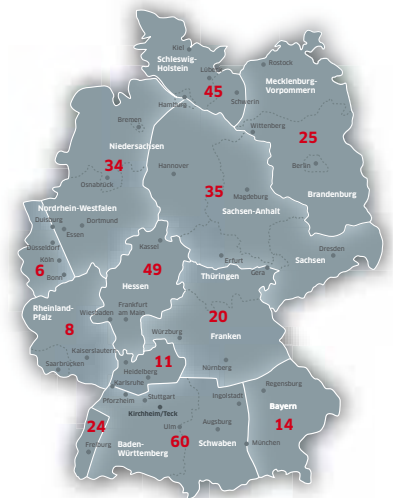 Kiel
Schleswig-
Holstein
Rostock
Lübeck
Mecklenburg-
Vorpommern
45
Schwerin
Hamburg
Bremen
Wittenberg
25
Niedersachsen
34
Hannover
Berlin
Osnabrück
35
Magdeburg
Brandenburg
Nordrhein-Westfalen
Sachsen-Anhalt
Duisburg
Dortmund
Essen
Düsseldorf
Kassel
Dresden
Köln
6
49
Erfurt
Sachsen
Bonn
Gera
Thüringen
Hessen
Rheinland-
Pfalz
Wiesbaden
Frankfurt
am Main
20
8
Würzburg
Franken
Kaiserslautern
11
Nürnberg
Saarbrücken
Heidelberg
Karlsruhe
Regensburg
Pforzheim
Stuttgart
Ingolstadt
Bayern
Kirchheim/Teck
24
Ulm
Augsburg
14
Freiburg
Baden-
Württemberg
60
Schwaben
München